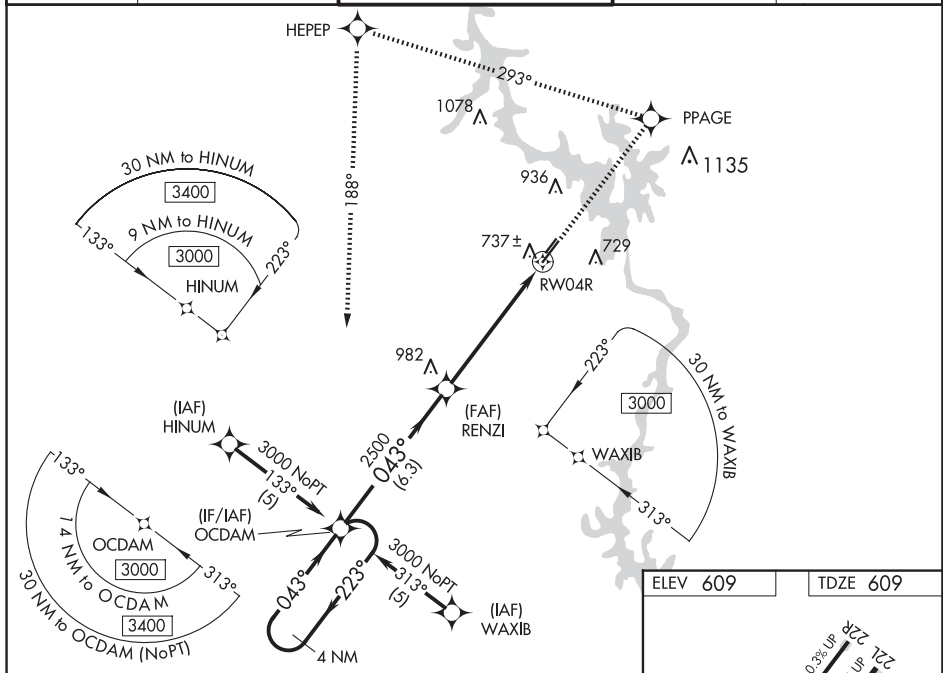 HEPEP
293°
PPAGE
1078
1135
936
188°
30 NM to HINUM
3400
9 NM to HINUM
133°
3000
223°
HINUM
737±
729
RW04R
982
(FAF)
RENZI
223°
3000
30 NM to WAXIB
WAXIB
313°
(IAF)
HINUM
3000 NoPT
133°
(5)
2500
043°
(6.3)
(IF/IAF)
OCDAM
133°
OCDAM
3000
14 NM to OCDAM
313°
3400
30 NM to OCDAM (NoPT)
043°
223°
4 NM
3000 NoPT
313°
(5)
(IAF)
WAXIB
ELEV 609
TDZE 609
22R
22L
0.3% UP
UP